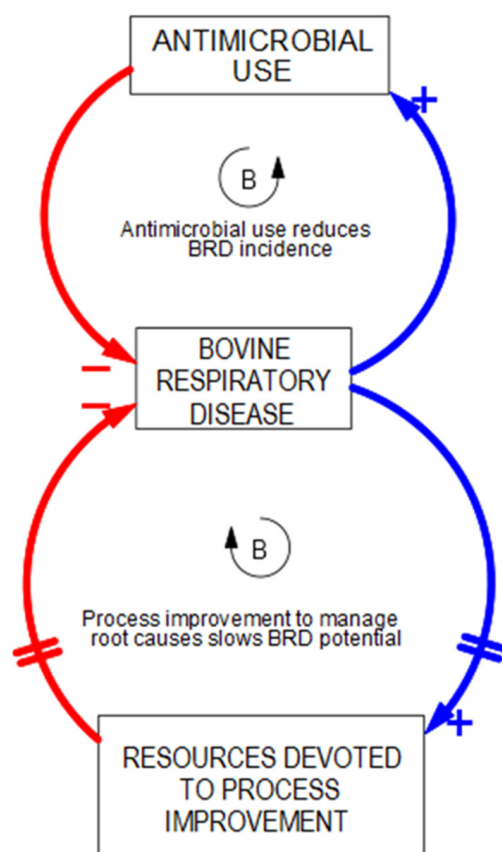 ANTIMICROBIAL
USE
+
B
Antimicrobial use reduces
BRD incidence
BOVINE
RESPIRATORY
DISEASE
−
−
B
Process improvement to manage
root causes slows BRD potential
+
RESOURCES DEVOTED
TO PROCESS
IMPROVEMENT